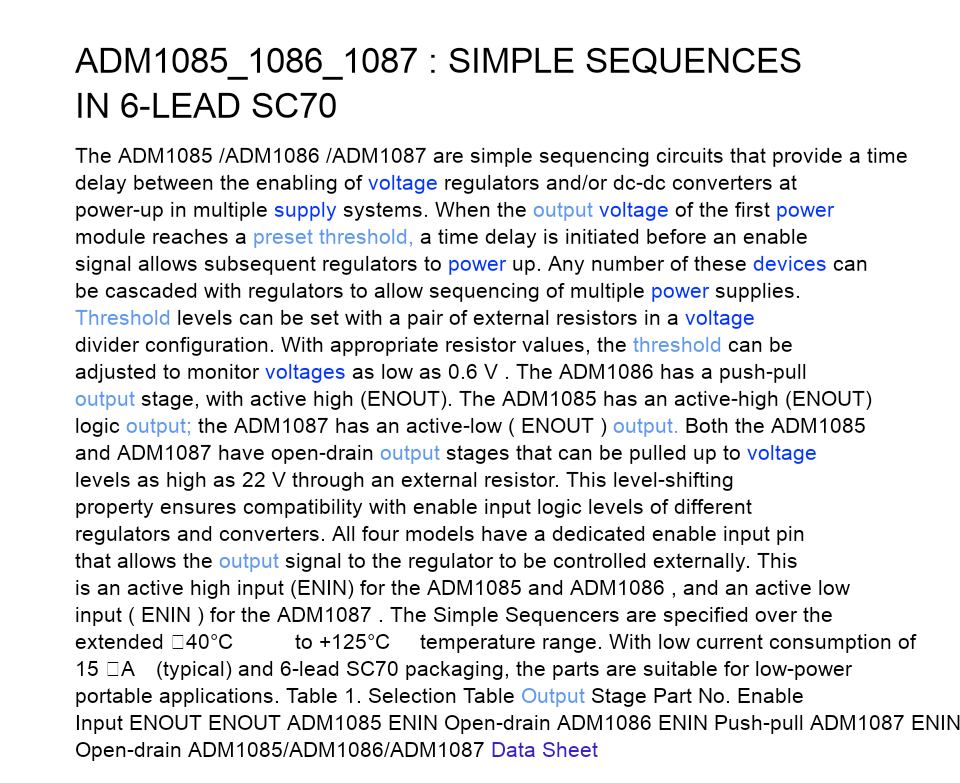 ADM1085_1086_1087 : SIMPLE SEQUENCES
IN 6-LEAD SC70
The ADM1085 /ADM1086 /ADM1087 are simple sequencing circuits that provide a time
delay between the enabling of voltage regulators and/or dc-dc converters at
power-up in multiple supply systems. When the output voltage of the first power
module reaches a preset threshold, a time delay is initiated before an enable
signal allows subsequent regulators to power up. Any number of these devices can
be cascaded with regulators to allow sequencing of multiple power supplies.
Threshold levels can be set with a pair of external resistors in a voltage
divider configuration. With appropriate resistor values, the threshold can be
adjusted to monitor voltages as low as 0.6 V . The ADM1086 has a push-pull
output stage, with active high (ENOUT). The ADM1085 has an active-high (ENOUT)
logic output; the ADM1087 has an active-low ( ENOUT ) output. Both the ADM1085
and ADM1087 have open-drain output stages that can be pulled up to voltage
levels as high as 22 V through an external resistor. This level-shifting
property ensures compatibility with enable input logic levels of different
regulators and converters. All four models have a dedicated enable input pin
that allows the output signal to the regulator to be controlled externally. This
is an active high input (ENIN) for the ADM1085 and ADM1086 , and an active low
input ( ENIN ) for the ADM1087 . The Simple Sequencers are specified over the
extended □40°C to +125°C temperature range. With low current consumption of
15 □A (typical) and 6-lead SC70 packaging, the parts are suitable for low-power
portable applications. Table 1. Selection Table Output Stage Part No. Enable
Input ENOUT ENOUT ADM1085 ENIN Open-drain ADM1086 ENIN Push-pull ADM1087 ENIN
Open-drain ADM1085/ADM1086/ADM1087 Data Sheet